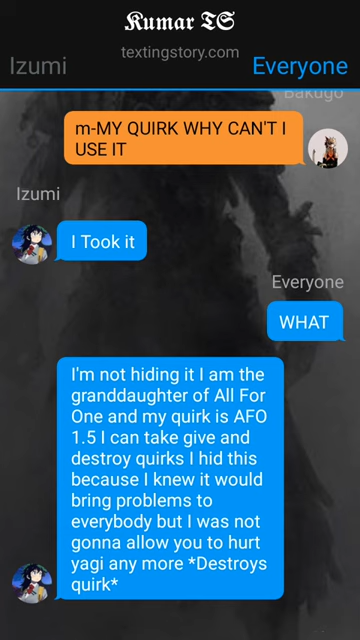 Kumar TS
textingstory.com
Izumi
Everyone
Bakugo
m-MY QUIRK WHY CAN'T I
USE IT
Izumi
I Took it
Everyone
WHAT
I'm not hiding it I am the
granddaughter of All For
One and my quirk is AFO
1.5 I can take give and
destroy quirks I hid this
because I knew it would
bring problems to
everybody but I was not
gonna allow you to hurt
yagi any more *Destroys
quirk*